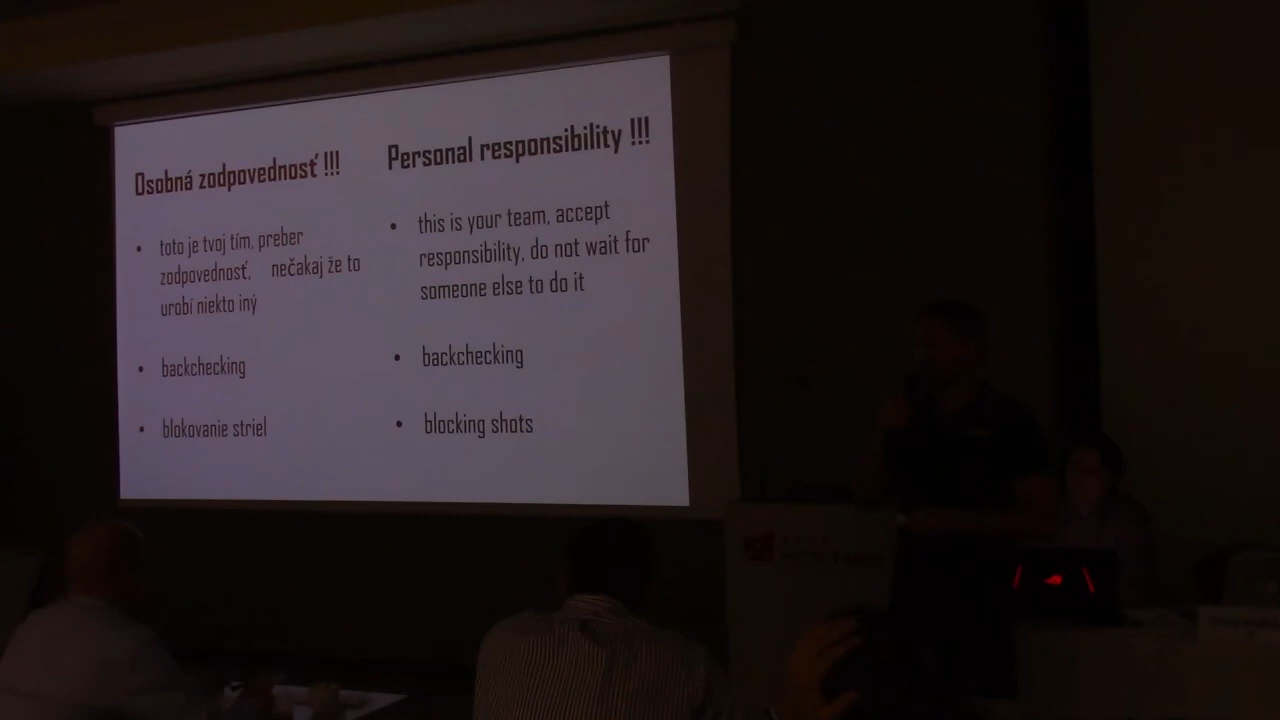 Osobná zodpovednosť !!!
• toto je tvoj tím, preber
zodpovednosť, nečakaj že to
urobí niekto iný
• backchecking
• blokovanie striel
Personal responsibility !!!
• this is your team, accept
responsibility, do not wait for
someone else to do it
• backchecking
• blocking shots